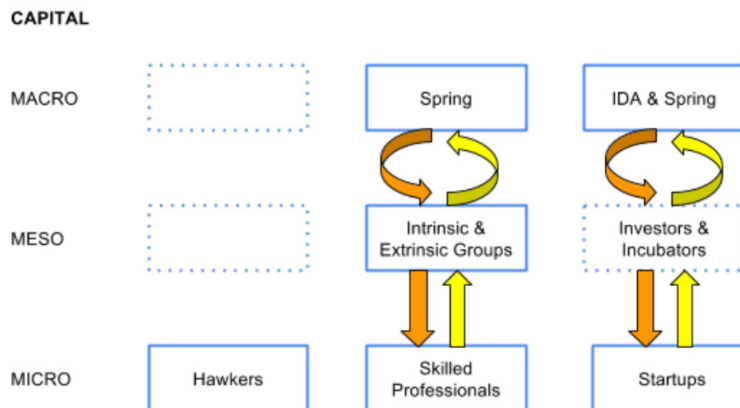 CAPITAL
MACRO
Spring
IDA & Spring
MESO
Intrinsic &
Extrinsic Groups
Investors &
Incubators
MICRO
Hawkers
Skilled
Professionals
Startups